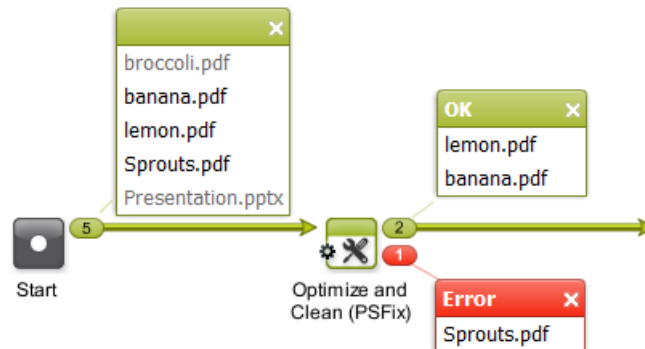 broccoli.pdf
banana.pdf
lemon.pdf
Sprouts.pdf
Presentation.pptx
5
Start
Optimize and
Clean (PSFix)
2
1
OK
lemon.pdf
banana.pdf
Error
Sprouts.pdf